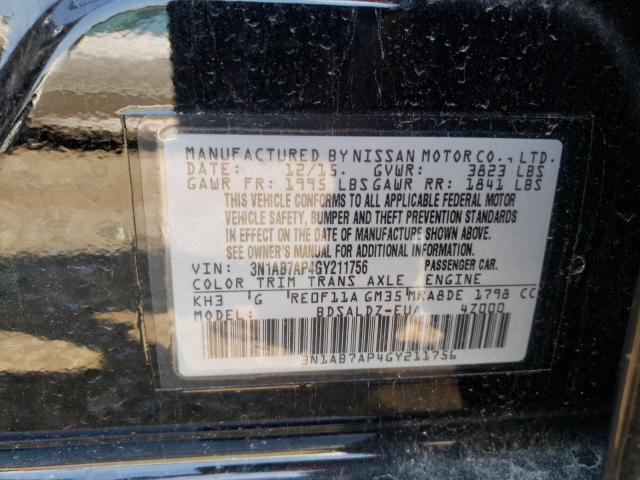 MANUFACTURED BY NISSAN MOTOR CO., LTD.
DATE: 12/15. GVWR: 3823 LBS
GAWR FR: 1995 LBS GAWR RR: 1841 LBS
THIS VEHICLE CONFORMS TO ALL APPLICABLE FEDERAL MOTOR
VEHICLE SAFETY, BUMPER AND THEFT PREVENTION STANDARDS
IN EFFECT ON THE DATE OF MANUFACTURE SHOWN ABOVE.
SEE OWNER'S MANUAL FOR ADDITIONAL INFORMATION.
VIN: 3N1AB7AP4GY211756 PASSENGER CAR.
COLOR TRIM TRANS AXLE ENGINE
KH3 G RE0F11A GM35 MRA8DE 1798 CC
MODEL: BDSALDZ-EUA 4Z000
3N1AB7AP4GY211756